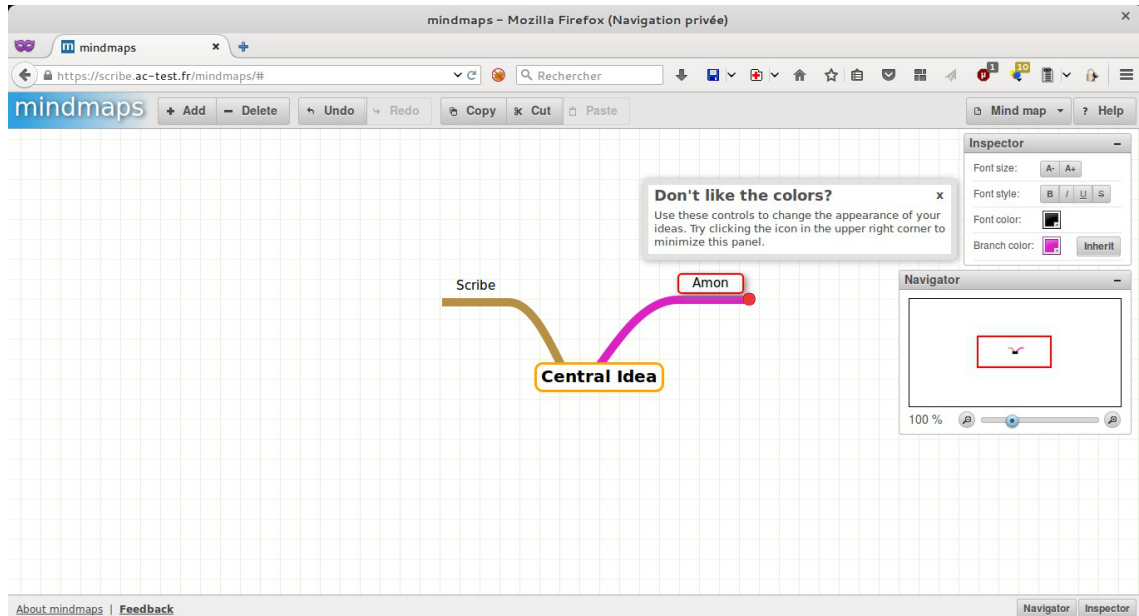 mindmaps - Mozilla Firefox (Navigation privée) ×
m mindmaps ×
https://scribe.ac-test.fr/mindmaps/# Rechercher 1 10
mindmaps + Add − Delete Undo Redo Copy Cut Paste Mind map ? Help
Inspector −
Font size: A- A+
Font style: B I U S
Font color:
Branch color: Inherit
Don't like the colors? x
Use these controls to change the appearance of your
ideas. Try clicking the icon in the upper right corner to
minimize this panel.
Scribe
Amon
Central Idea
Navigator −
100 %
About mindmaps | Feedback Navigator Inspector